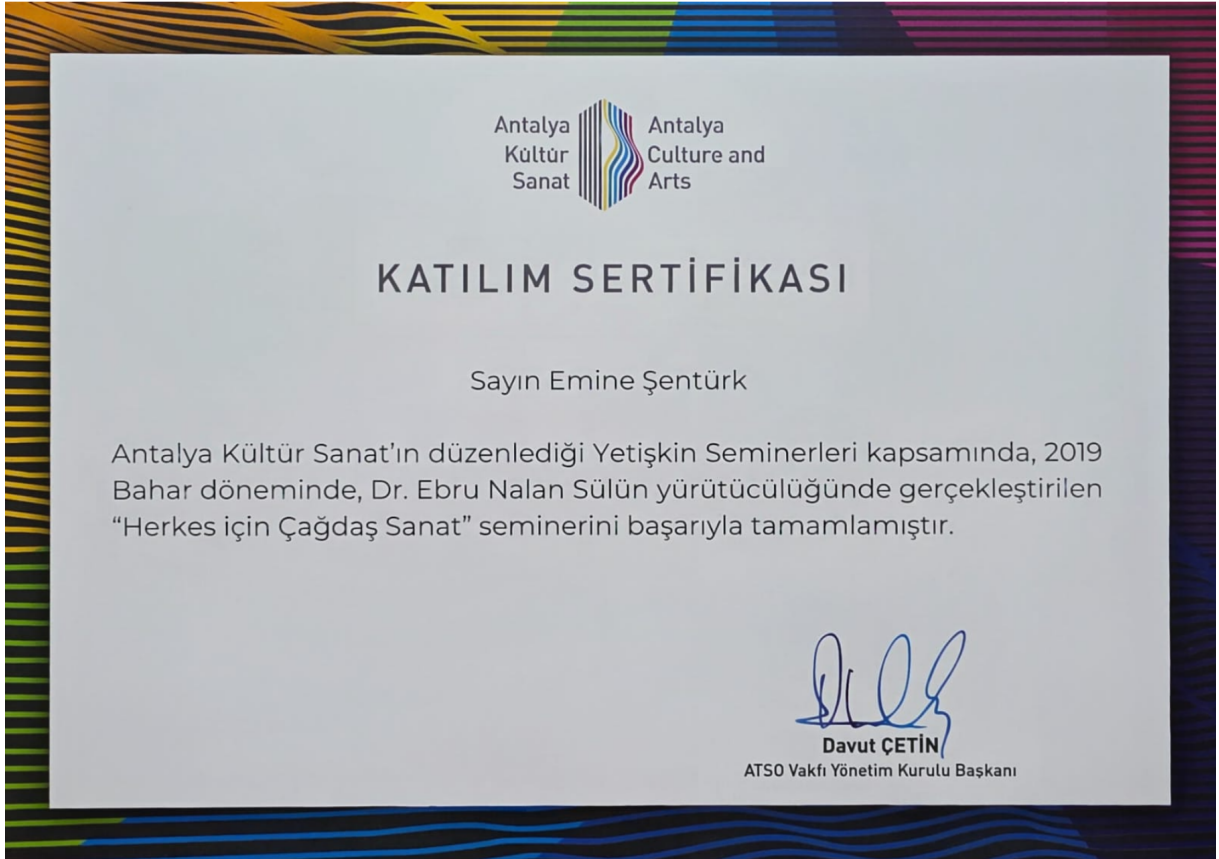 Antalya
Kültür
Sanat
Antalya
Culture and
Arts
KATILIM SERTİFİKASI
Sayın Emine Şentürk
Antalya Kültür Sanat’ın düzenlediği Yetişkin Seminerleri kapsamında, 2019
Bahar döneminde, Dr. Ebru Nalan Sülün yürütücülüğünde gerçekleştirilen
“Herkes için Çağdaş Sanat” seminerini başarıyla tamamlamıştır.
Davut ÇETİN
ATSO Vakfı Yönetim Kurulu Başkanı